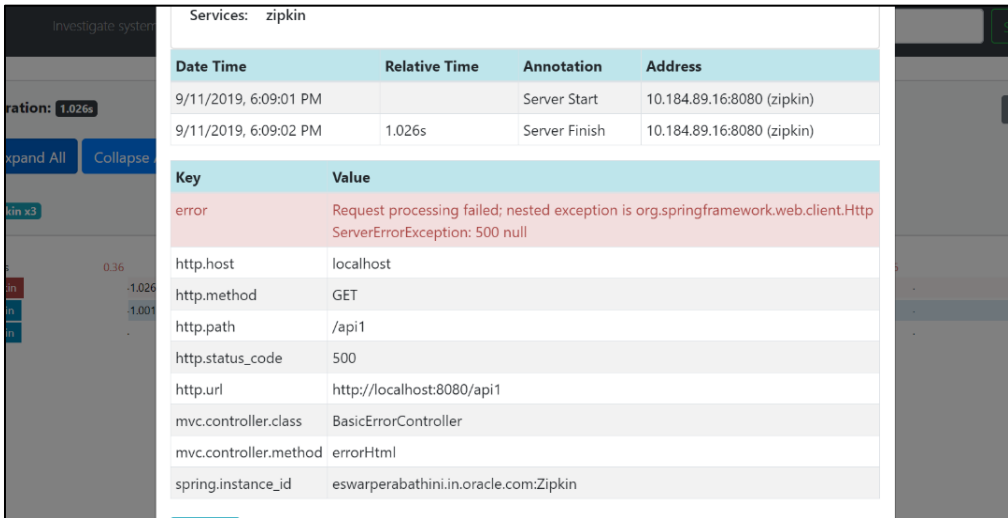 Services: zipkin
Investigate system
Date Time Relative Time Annotation Address
9/11/2019, 6:09:01 PM Server Start 10.184.89.16:8080 (zipkin)
ration: 1.026s
9/11/2019, 6:09:02 PM 1.026s Server Finish 10.184.89.16:8080 (zipkin)
xpand All Collapse
Key Value
kin x3
error Request processing failed; nested exception is org.springframework.web.client.Http
ServerErrorException: 500 null
http.host localhost
0.36
http.method GET
-1.026
http.path /api1
-1.001
http.status_code 500
http.url http://localhost:8080/api1
mvc.controller.class BasicErrorController
mvc.controller.method errorHtml
spring.instance_id eswarperabathini.in.oracle.com:Zipkin